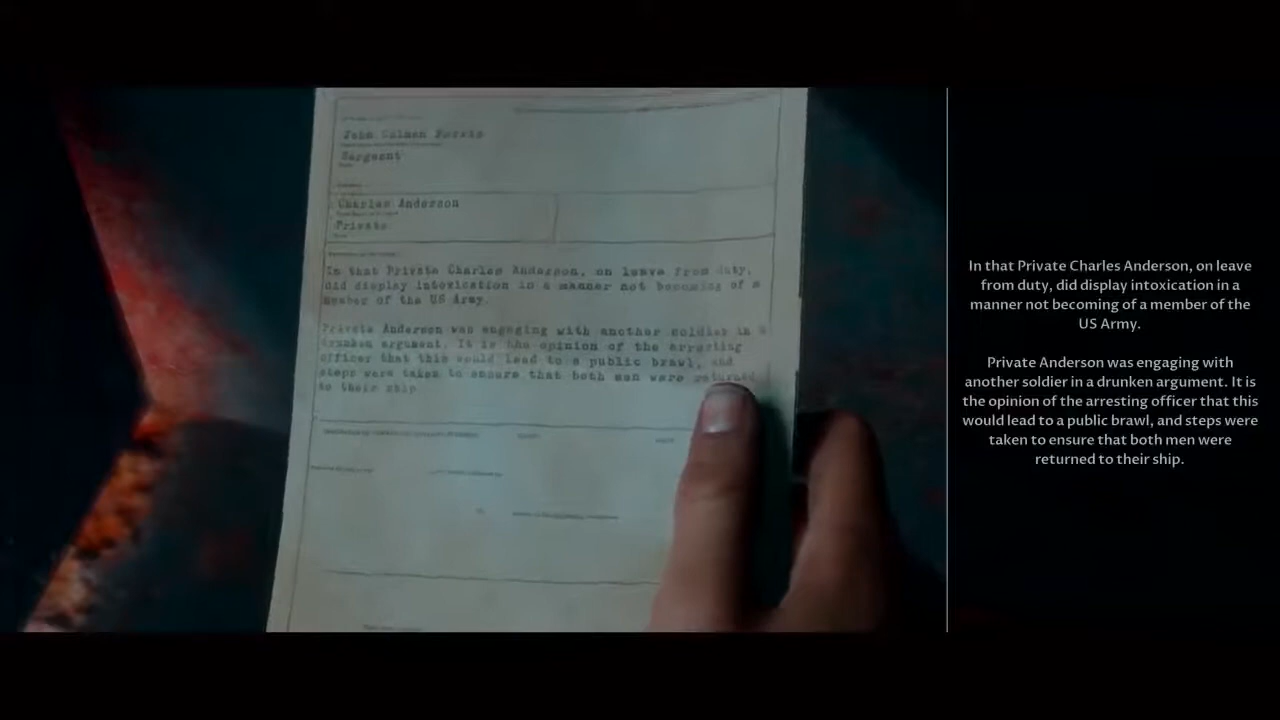 John Colman Ferris
Sargeant
Charles Anderson
Private
In that Private Charles Anderson, on leave from duty,
did display intoxication in a manner not becoming of a
member of the US Army.
Private Anderson was engaging with another soldier in a
drunken argument. It is the opinion of the arresting
officer that this would lead to a public brawl, and
steps were taken to ensure that both men were returned
to their ship
In that Private Charles Anderson, on leave
from duty, did display intoxication in a
manner not becoming of a member of the
US Army.
Private Anderson was engaging with
another soldier in a drunken argument. It is
the opinion of the arresting officer that this
would lead to a public brawl, and steps were
taken to ensure that both men were
returned to their ship.